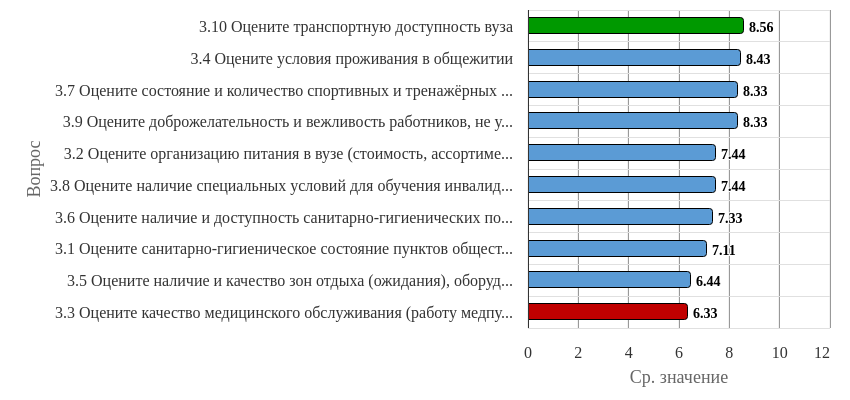 3.10 Оцените транспортную доступность вуза 8.56
3.4 Оцените условия проживания в общежитии 8.43
3.7 Оцените состояние и количество спортивных и тренажёрных ... 8.33
3.9 Оцените доброжелательность и вежливость работников, не у... 8.33
3.2 Оцените организацию питания в вузе (стоимость, ассортиме... 7.44
3.8 Оцените наличие специальных условий для обучения инвалид... 7.44
3.6 Оцените наличие и доступность санитарно-гигиенических по... 7.33
3.1 Оцените санитарно-гигиеническое состояние пунктов общест... 7.11
3.5 Оцените наличие и качество зон отдыха (ожидания), оборуд... 6.44
3.3 Оцените качество медицинского обслуживания (работу медпу... 6.33
Вопрос
0 2 4 6 8 10 12
Ср. значение